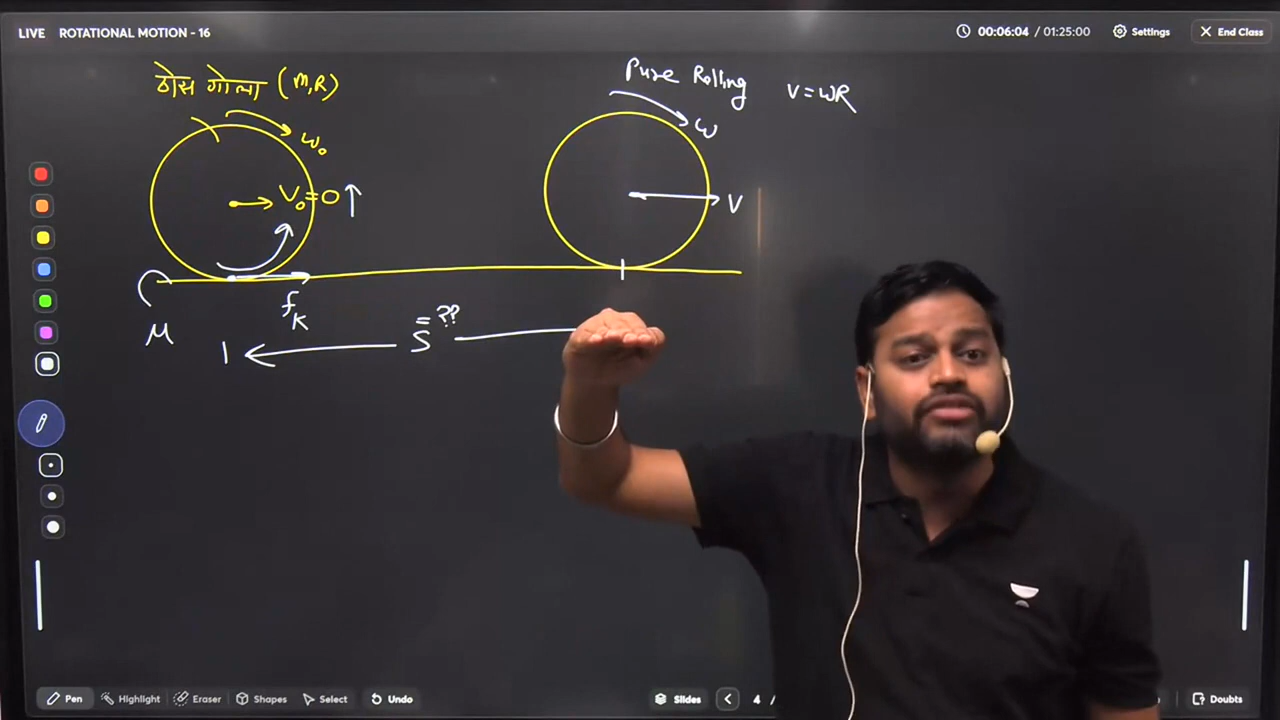 LIVE ROTATIONAL MOTION - 16
00:06:04 / 01:25:00 Settings End Class
ठोस गोला (M,R)
Pure Rolling V=ωR
ω₀
ω
V₀=0↑
V
fK
μ
= ??
1 ← S
Pen Highlight Eraser Shapes Select Undo Slides 4 / Doubts